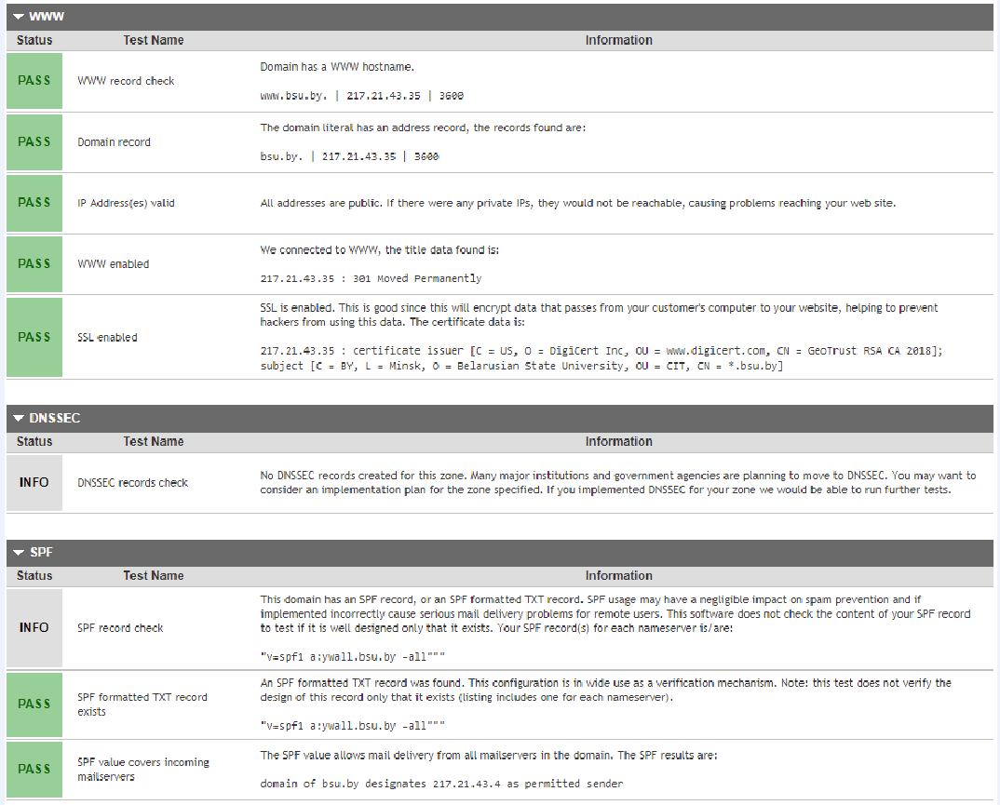 WWW
Status Test Name Information
PASS WWW record check Domain has a WWW hostname.
www.bsu.by. | 217.21.43.35 | 3600
PASS Domain record The domain literal has an address record, the records found are:
bsu.by. | 217.21.43.35 | 3600
PASS IP Address(es) valid All addresses are public. If there were any private IPs, they would not be reachable, causing problems reaching your web site.
PASS WWW enabled We connected to WWW, the title data found is:
217.21.43.35 : 301 Moved Permanently
PASS SSL enabled SSL is enabled. This is good since this will encrypt data that passes from your customer's computer to your website, helping to prevent
hackers from using this data. The certificate data is:
217.21.43.35 : certificate issuer [C = US, O = DigiCert Inc, OU = www.digicert.com, CN = GeoTrust RSA CA 2018];
subject [C = BY, L = Minsk, O = Belarusian State University, OU = CIT, CN = *.bsu.by]
DNSSEC
Status Test Name Information
INFO DNSSEC records check No DNSSEC records created for this zone. Many major institutions and government agencies are planning to move to DNSSEC. You may want to
consider an implementation plan for the zone specified. If you implemented DNSSEC for your zone we would be able to run further tests.
SPF
Status Test Name Information
INFO SPF record check This domain has an SPF record, or an SPF formatted TXT record. SPF usage may have a negligible impact on spam prevention and if
implemented incorrectly cause serious mail delivery problems for remote users. This software does not check the content of your SPF record
to test if it is well designed only that it exists. Your SPF record(s) for each nameserver is/are:
"v=spf1 a:ywall.bsu.by -all"""
PASS SPF formatted TXT record
exists An SPF formatted TXT record was found. This configuration is in wide use as a verification mechanism. Note: this test does not verify the
design of this record only that it exists (listing includes one for each nameserver).
"v=spf1 a:ywall.bsu.by -all"""
PASS SPF value covers incoming
mailservers The SPF value allows mail delivery from all mailservers in the domain. The SPF results are:
domain of bsu.by designates 217.21.43.4 as permitted sender